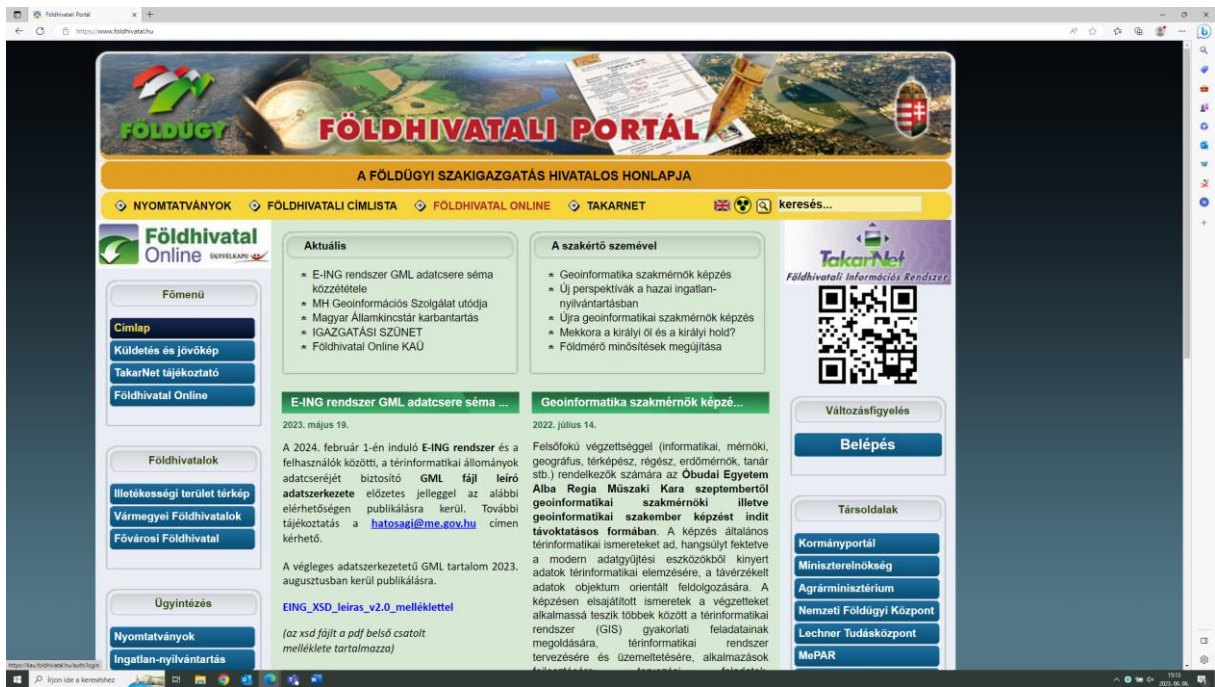 Földhivatali Portál
https://www.foldhivatal.hu
FÖLDÜGY
FÖLDHIVATALI PORTÁL
A FÖLDÜGYI SZAKIGAZGATÁS HIVATALOS HONLAPJA
NYOMTATVÁNYOK
FÖLDHIVATALI CÍMLISTA
FÖLDHIVATAL ONLINE
TAKARNET
keresés...
Földhivatal
Online ÜGYFÉLKAPU
Főmenü
Címlap
Küldetés és jövőkép
TakarNet tájékoztató
Földhivatal Online
Földhivatalok
Illetékességi terület térkép
Vármegyei Földhivatalok
Fővárosi Földhivatal
Ügyintézés
Nyomtatványok
Ingatlan-nyilvántartás
Aktuális
E-ING rendszer GML adatcsere séma
közzététele
MH Geoinformációs Szolgálat utódja
Magyar Államkincstár karbantartás
IGAZGATÁSI SZÜNET
Földhivatal Online KAÜ
A szakértő szemével
Geoinformatika szakmérnök képzés
Új perspektívák a hazai ingatlan-
nyilvántartásban
Újra geoinformatikai szakmérnök képzés
Mekkora a királyi öl és a királyi hold?
Földmérő minősítések megújítása
E-ING rendszer GML adatcsere séma ...
2023. május 19.
A 2024. február 1-én induló E-ING rendszer és a
felhasználók közötti, a térinformatikai állományok
adatcseréjét biztosító GML fájl leíró
adatszerkezete előzetes jelleggel az alábbi
elérhetőségen publikálásra kerül. További
tájékoztatás a hatosagi@me.gov.hu címen
kérhető.
A végleges adatszerkezetű GML tartalom 2023.
augusztusban kerül publikálásra.
EING_XSD_leiras_v2.0_melléklettel
(az xsd fájlt a pdf belső csatolt
melléklete tartalmazza)
Geoinformatika szakmérnök képzé...
2022. július 14.
Felsőfokú végzettséggel (informatikai, mérnöki,
geográfus, térképész, régész, erdőmérnök, tanár
stb.) rendelkezők számára az Óbudai Egyetem
Alba Regia Műszaki Kara szeptembertől
geoinformatikai szakmérnöki illetve
geoinformatikai szakember képzést indít
távoktatásos formában. A képzés általános
térinformatikai ismereteket ad, hangsúlyt fektetve
a modern adatgyűjtési eszközökből kinyert
adatok térinformatikai elemzésére, a távérzékelt
adatok objektum orientált feldolgozására. A
képzésen elsajátított ismeretek a végzetteket
alkalmassá teszik többek között a térinformatikai
rendszer (GIS) gyakorlati feladatainak
megoldására, térinformatikai rendszer
tervezésére és üzemeltetésére, alkalmazások
TakarNet
Földhivatali Információs Rendszer
Változásfigyelés
Belépés
Társoldalak
Kormányportál
Miniszterelnökség
Agrárminisztérium
Nemzeti Földügyi Központ
Lechner Tudásközpont
MePAR
https://kau.foldhivatal.hu/auth/login
Írjon ide a kereséshez
15:13
2023. 06. 06.